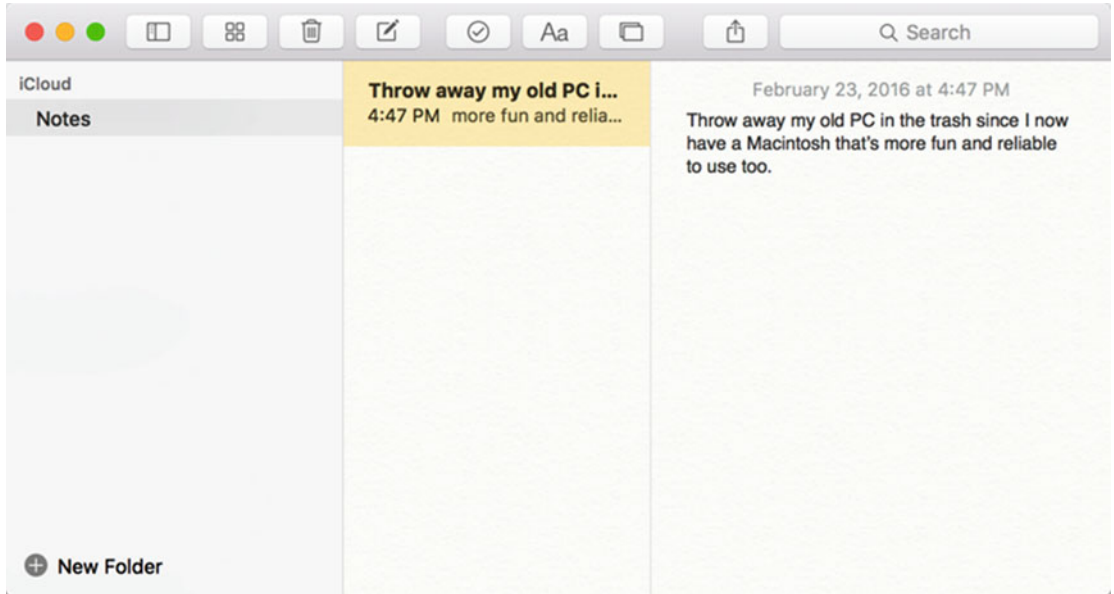 Aa
Search
iCloud
Notes
New Folder
Throw away my old PC i...
4:47 PM more fun and relia...
February 23, 2016 at 4:47 PM
Throw away my old PC in the trash since I now
have a Macintosh that's more fun and reliable
to use too.